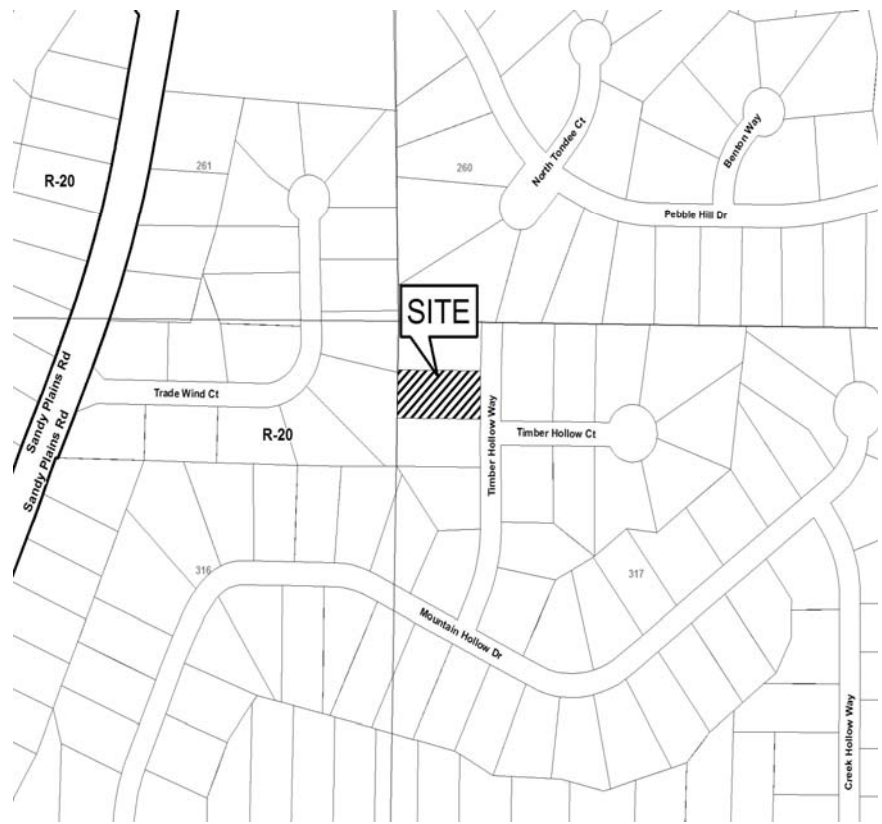 North Tondee Ct
Benton Way
261
260
R-20
Pebble Hill Dr
SITE
Sandy Plains Rd
Sandy Plains Rd
Trade Wind Ct
R-20
Timber Hollow Way
Timber Hollow Ct
316
317
Mountain Hollow Dr
Creek Hollow Way